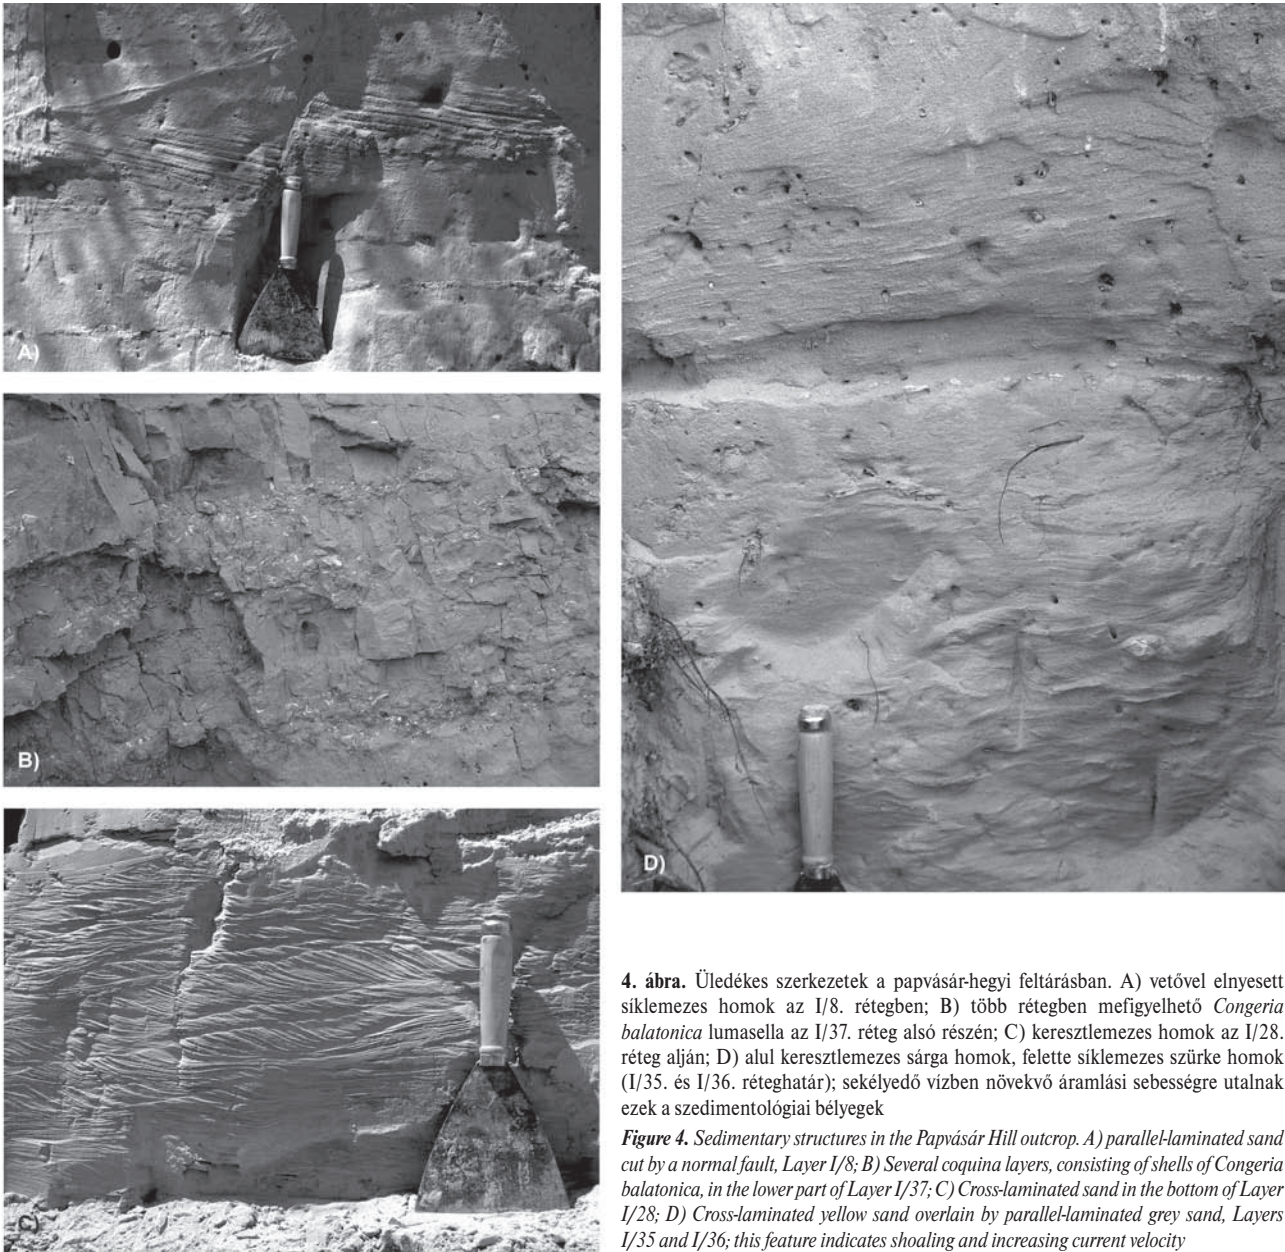 A)
B)
C)
D)
4. ábra. Üledékes szerkezetek a papvásár-hegyi feltárásban. A) vetővel elnyesett
síklemezes homok az I/8. rétegben; B) több rétegben mefigyelhető Congeria
balatonica lumasella az I/37. réteg alsó részén; C) keresztlemezes homok az I/28.
réteg alján; D) alul keresztlemezes sárga homok, felette síklemezes szürke homok
(I/35. és I/36. réteghatár); sekélyedő vízben növekvő áramlási sebességre utalnak
ezek a szedimentológiai bélyegek
Figure 4. Sedimentary structures in the Papvásár Hill outcrop. A) parallel-laminated sand
cut by a normal fault, Layer I/8; B) Several coquina layers, consisting of shells of Congeria
balatonica, in the lower part of Layer I/37; C) Cross-laminated sand in the bottom of Layer
I/28; D) Cross-laminated yellow sand overlain by parallel-laminated grey sand, Layers
I/35 and I/36; this feature indicates shoaling and increasing current velocity